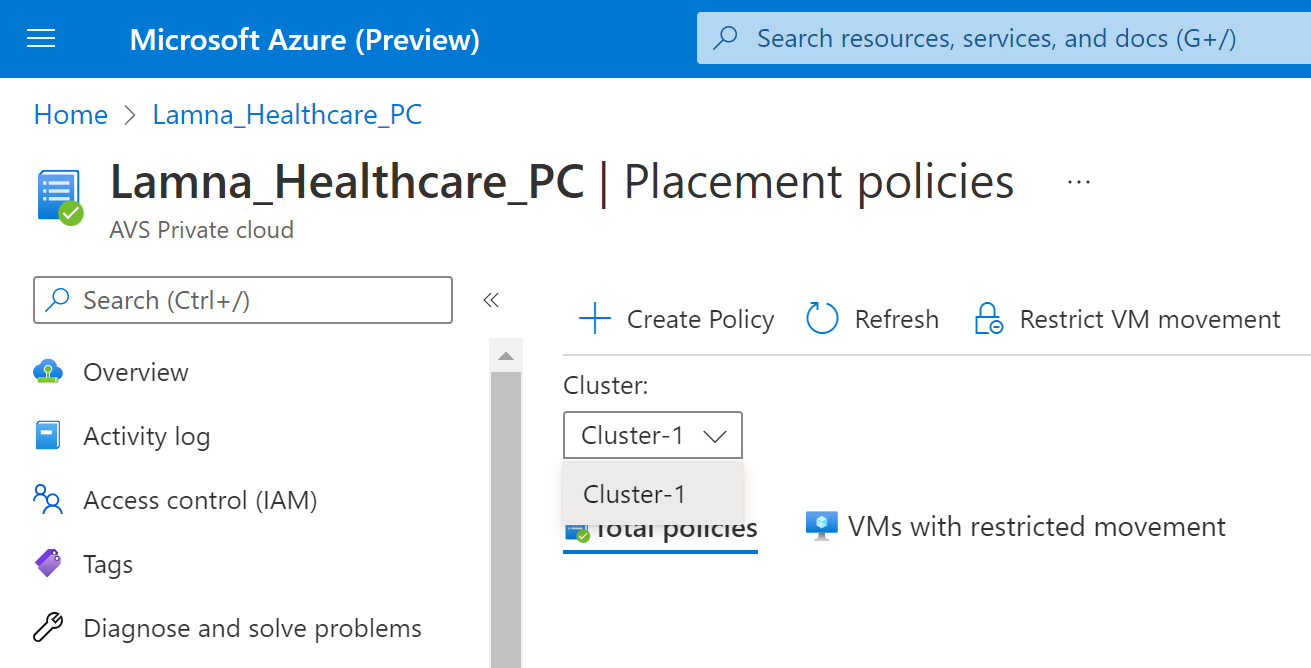 Microsoft Azure (Preview)
Search resources, services, and docs (G+/)
Home > Lamna_Healthcare_PC
Lamna_Healthcare_PC | Placement policies ...
AVS Private cloud
Search (Ctrl+/)
Overview
Activity log
Access control (IAM)
Tags
Diagnose and solve problems
Create Policy
Refresh
Restrict VM movement
Cluster:
Cluster-1
Cluster-1
Total policies
VMs with restricted movement